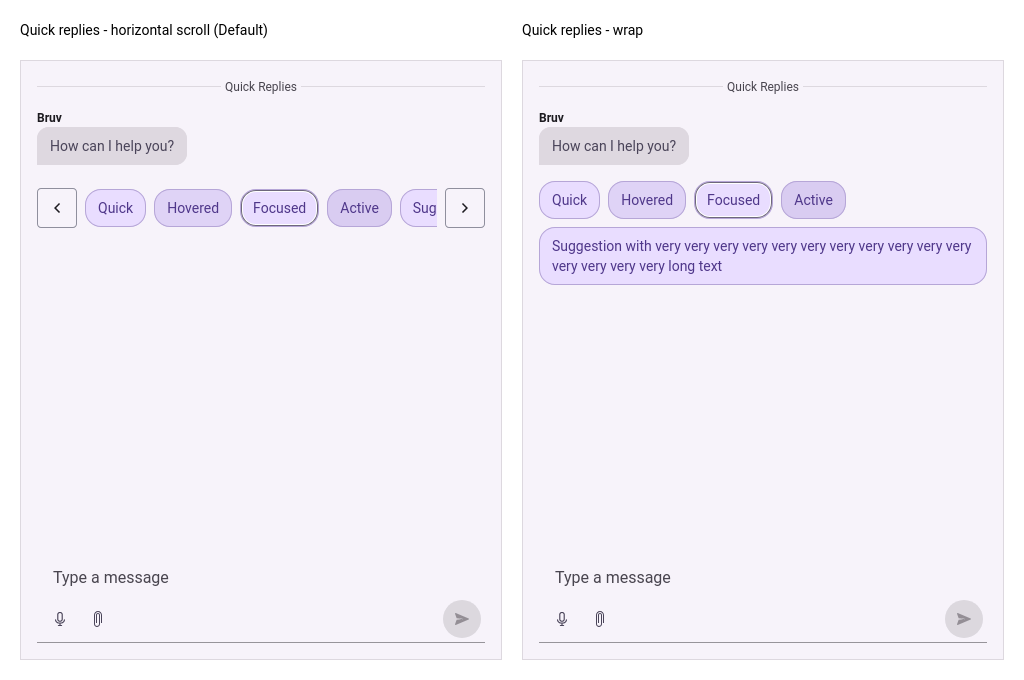 Quick replies - horizontal scroll (Default)
Quick Replies
Bruv
How can I help you?
Quick
Hovered
Focused
Active
Sug
Type a message
Quick replies - wrap
Quick Replies
Bruv
How can I help you?
Quick
Hovered
Focused
Active
Suggestion with very very very very very very very very very very very
very very very very long text
Type a message